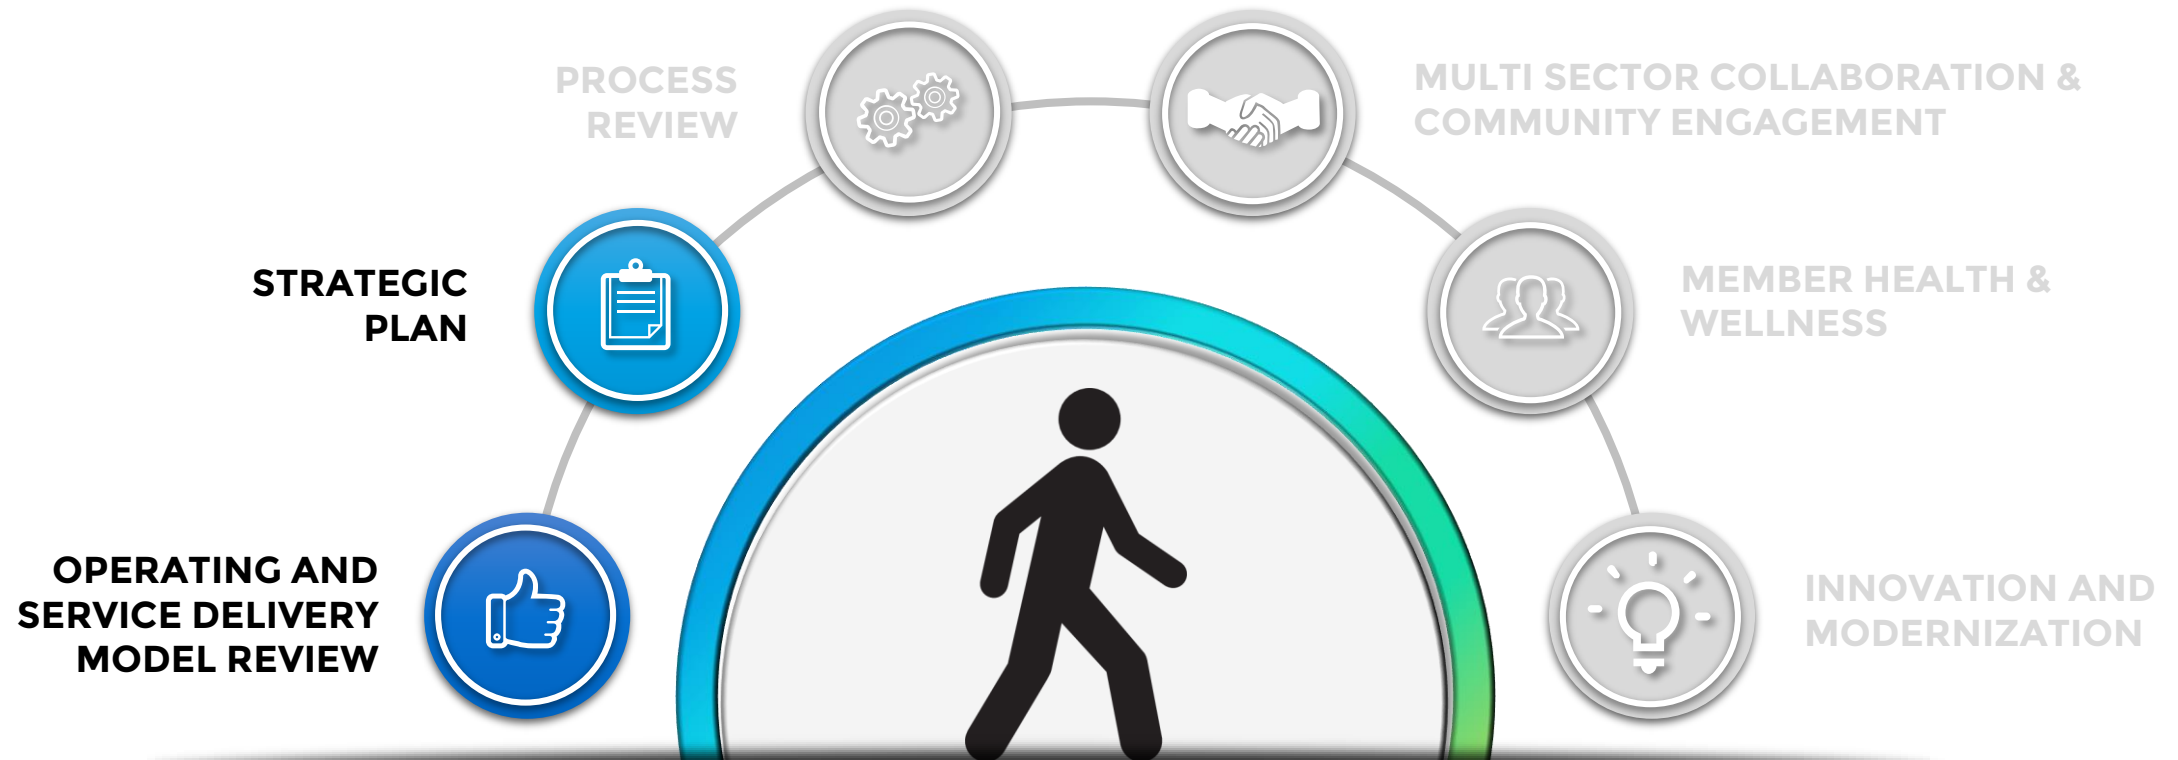 PROCESS
REVIEW
MULTI SECTOR COLLABORATION &
COMMUNITY ENGAGEMENT
STRATEGIC
PLAN
MEMBER HEALTH &
WELLNESS
OPERATING AND
SERVICE DELIVERY
MODEL REVIEW
INNOVATION AND
MODERNIZATION